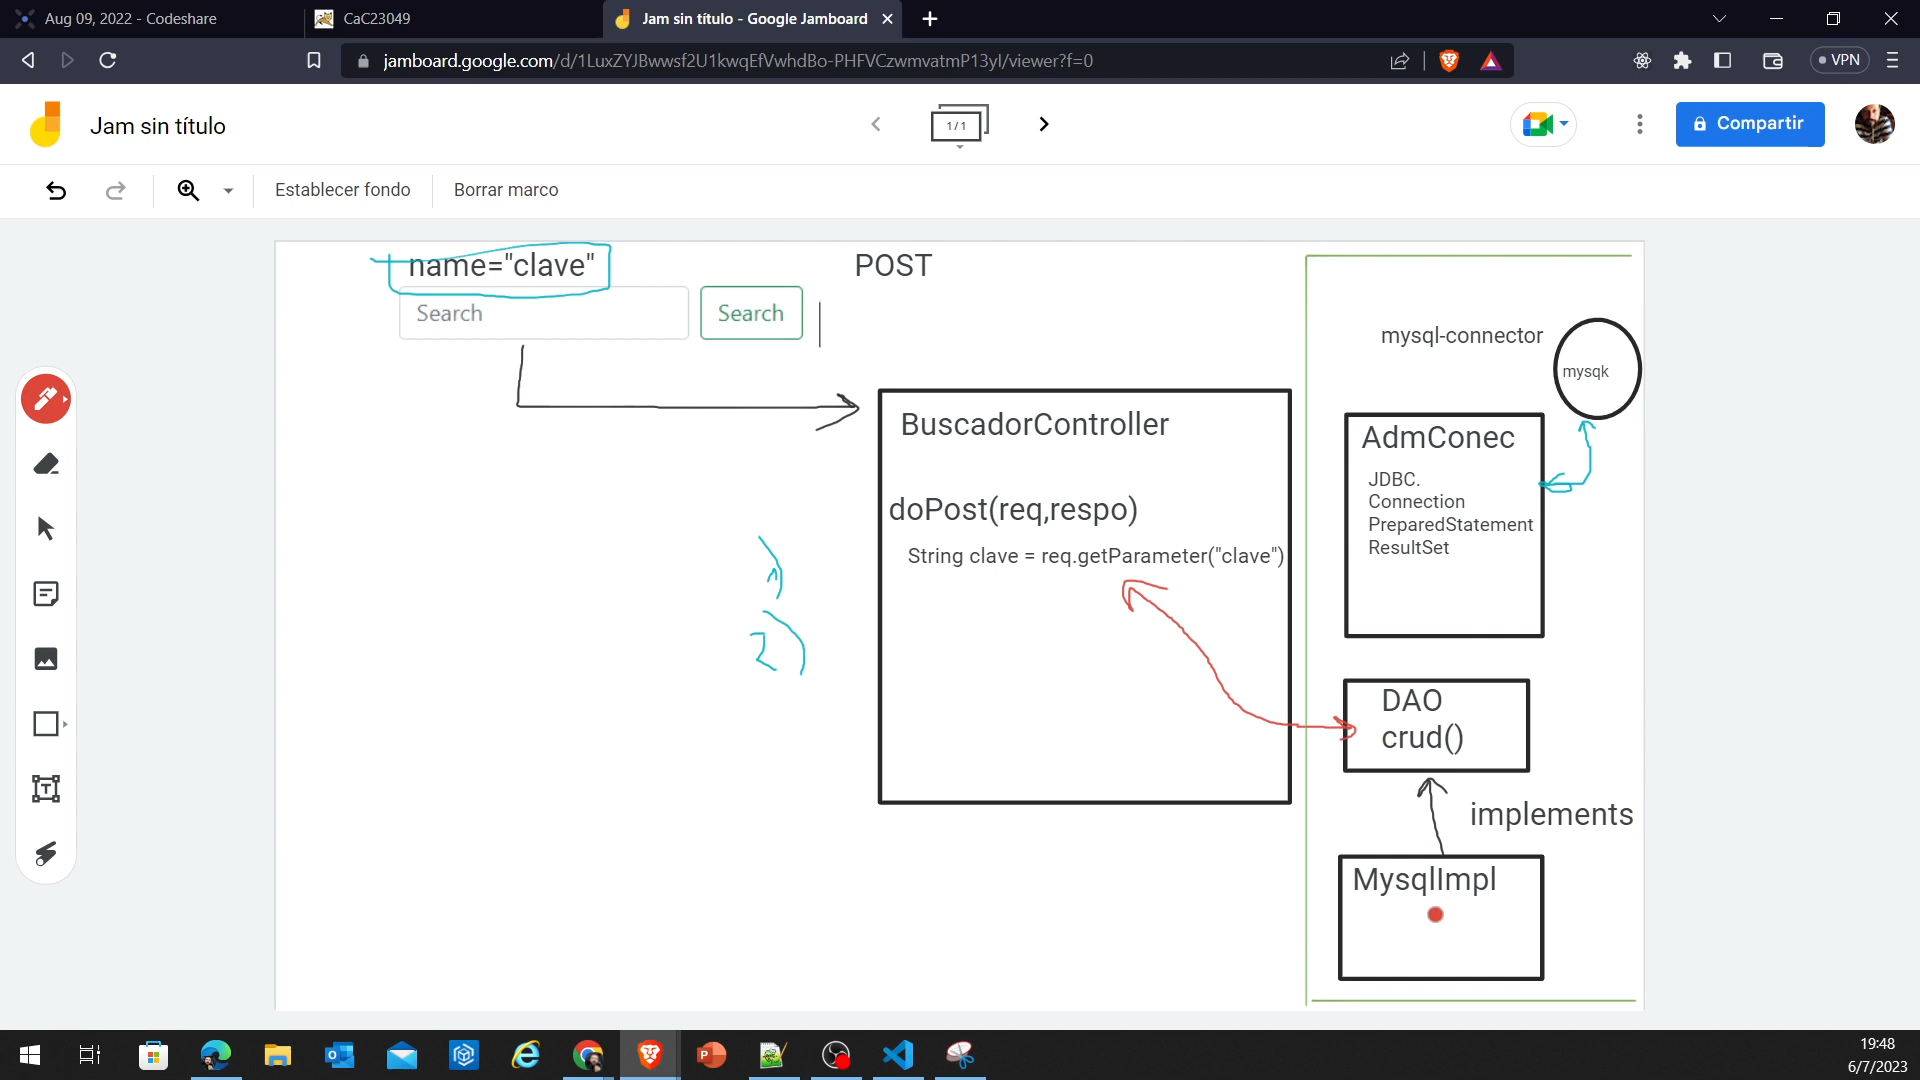 Aug 09, 2022 - Codeshare
CaC23049
Jam sin título - Google Jamboard
jamboard.google.com/d/1LuxZYJBwwsf2U1kwqEfVwhdBo-PHFVCzwmvatmP13yI/viewer?f=0
VPN
Jam sin título
1 / 1
Compartir
Establecer fondo
Borrar marco
name="clave"
POST
Search
Search
mysql-connector
mysqk
BuscadorController
AdmConec
JDBC.
Connection
PreparedStatement
ResultSet
doPost(req,respo)
String clave = req.getParameter("clave")
1)
2)
DAO
crud()
implements
MysqlImpl
19:48
6/7/2023